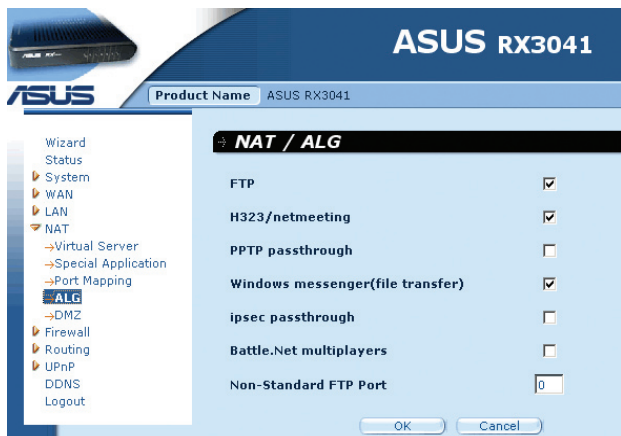 ASUS RX3041
ASUS
Product Name ASUS RX3041
Wizard
Status
System
WAN
LAN
NAT
Virtual Server
Special Application
Port Mapping
ALG
DMZ
Firewall
Routing
UPnP
DDNS
Logout
NAT / ALG
FTP
H323/netmeeting
PPTP passthrough
Windows messenger(file transfer)
ipsec passthrough
Battle.Net multiplayers
Non-Standard FTP Port 0
OK Cancel